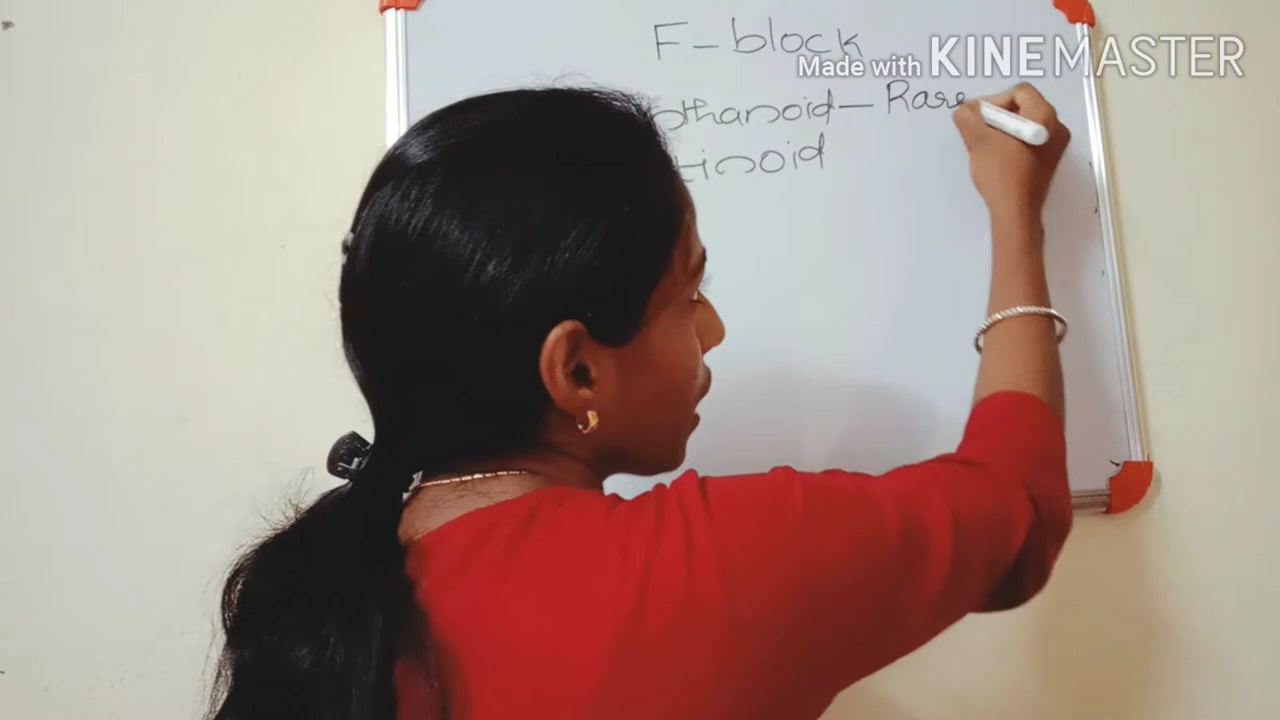 F - block
Made with KINEMASTER
othanoid — Rare
tinoid